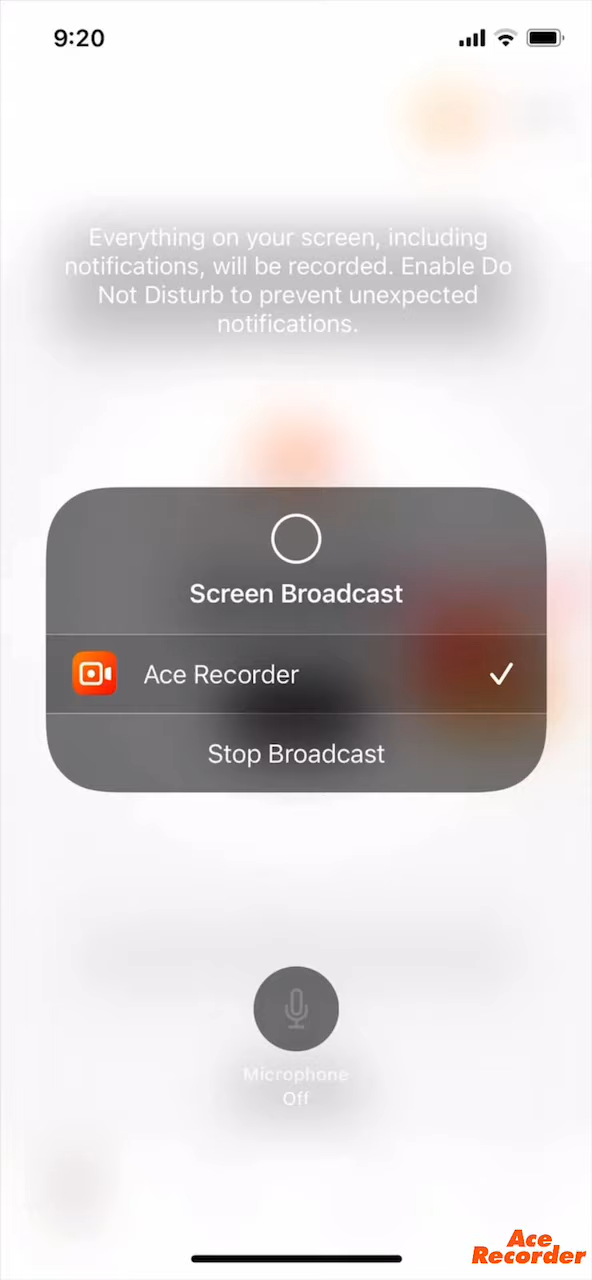 9:20
Everything on your screen, including
notifications, will be recorded. Enable Do
Not Disturb to prevent unexpected
notifications.
Screen Broadcast
Ace Recorder
Stop Broadcast
Microphone
Off
Ace
Recorder